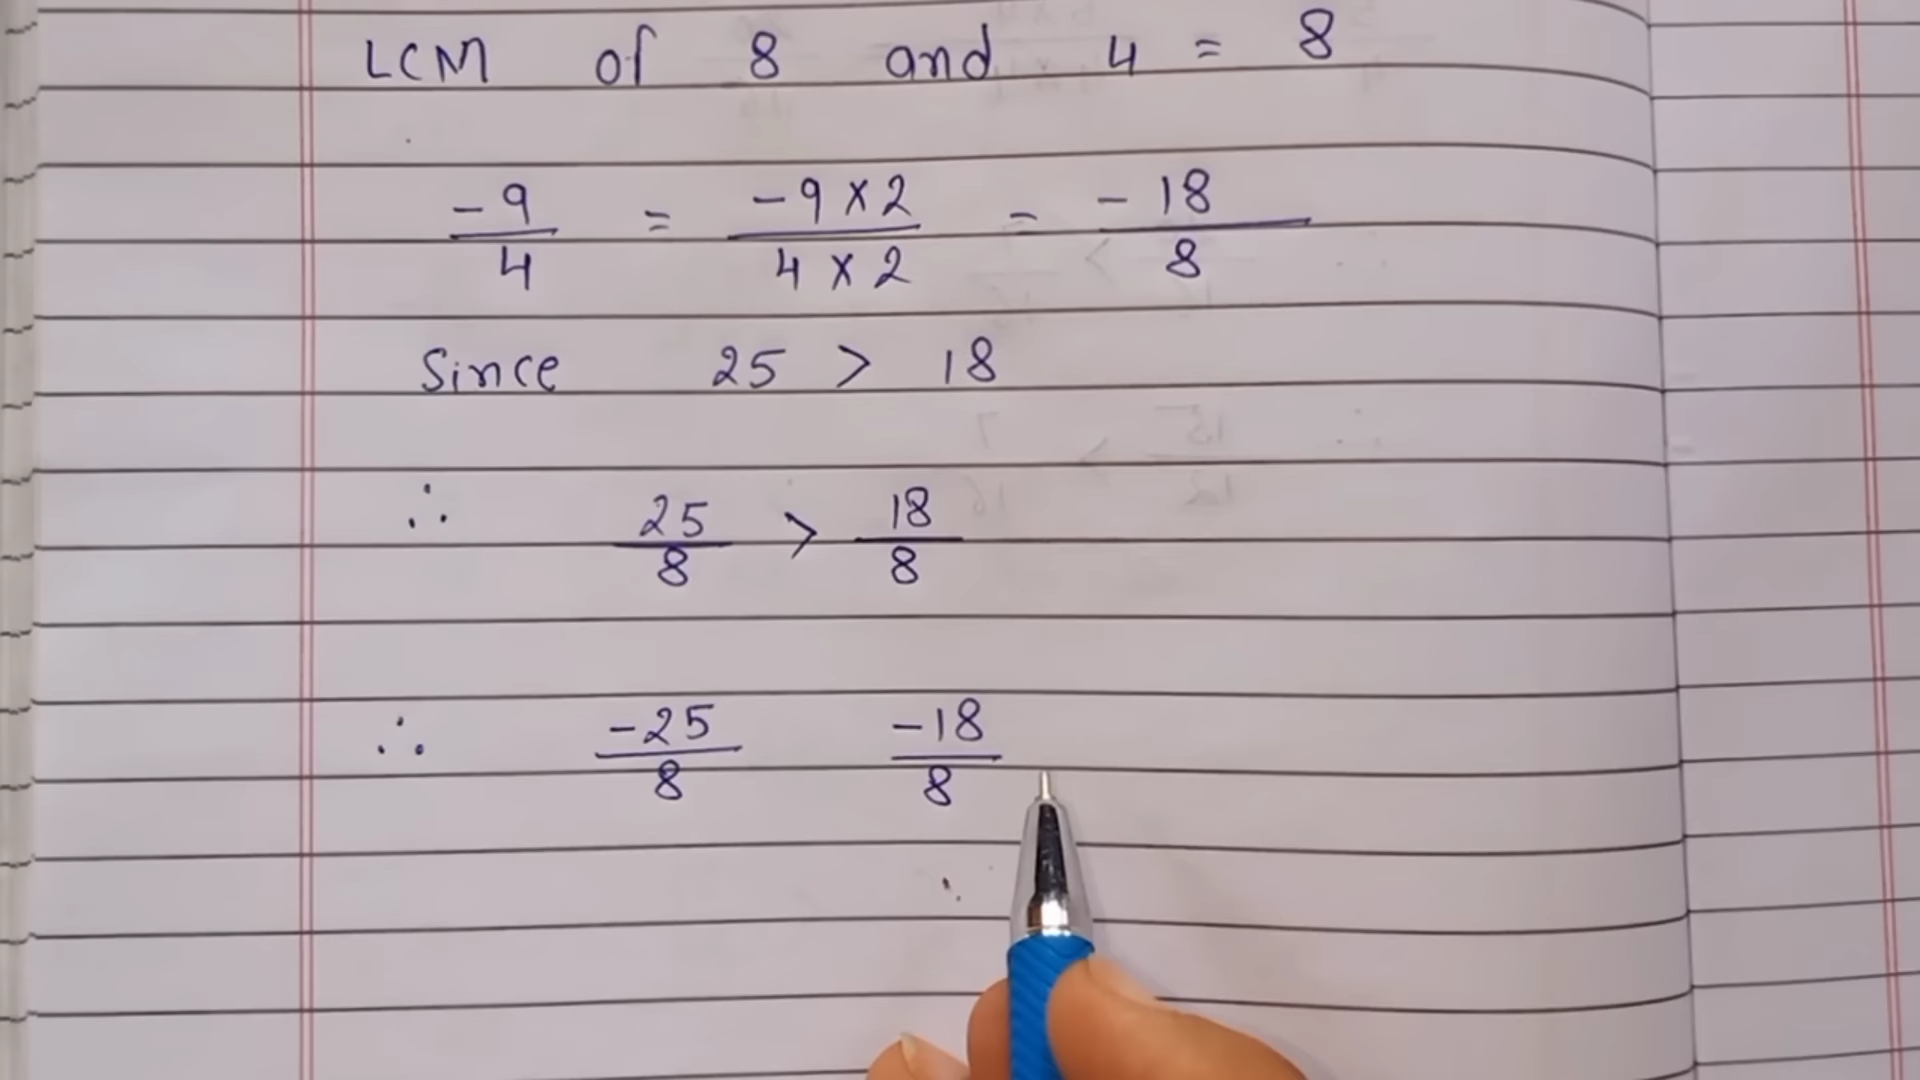 LCM of 8 and 4 = 8
-9/4 = -9 × 2/4 × 2 = -18/8
Since 25 > 18
∴ 25/8 > 18/8
∴ -25/8 -18/8